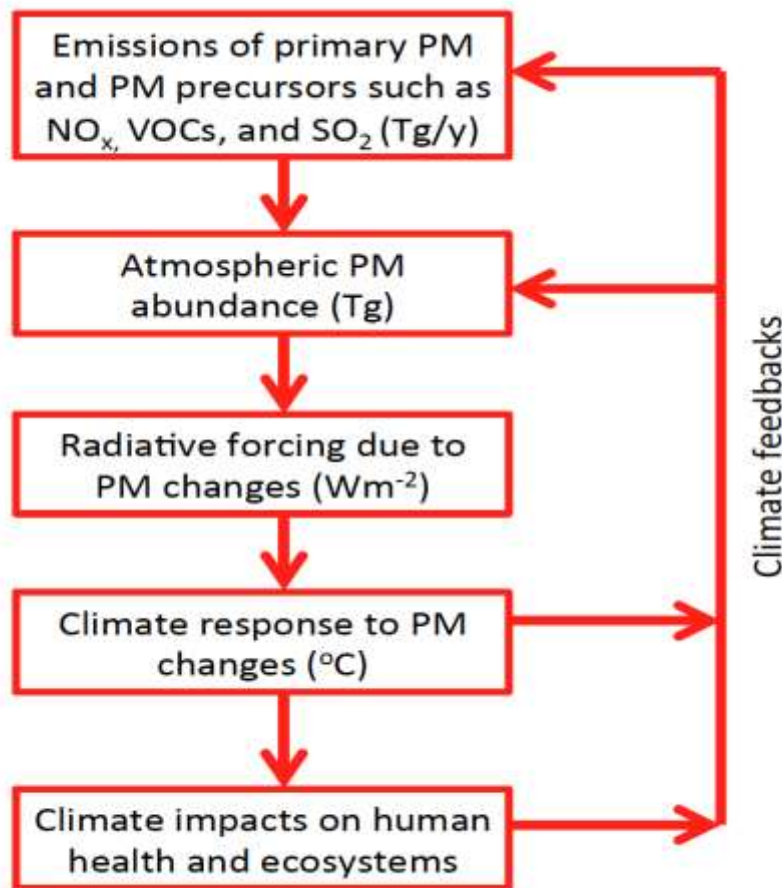 Emissions of primary PM
and PM precursors such as
NOₓ, VOCs, and SO₂ (Tg/y)
Atmospheric PM
abundance (Tg)
Radiative forcing due to
PM changes (Wm⁻²)
Climate response to PM
changes (ºC)
Climate impacts on human
health and ecosystems
Climate feedbacks